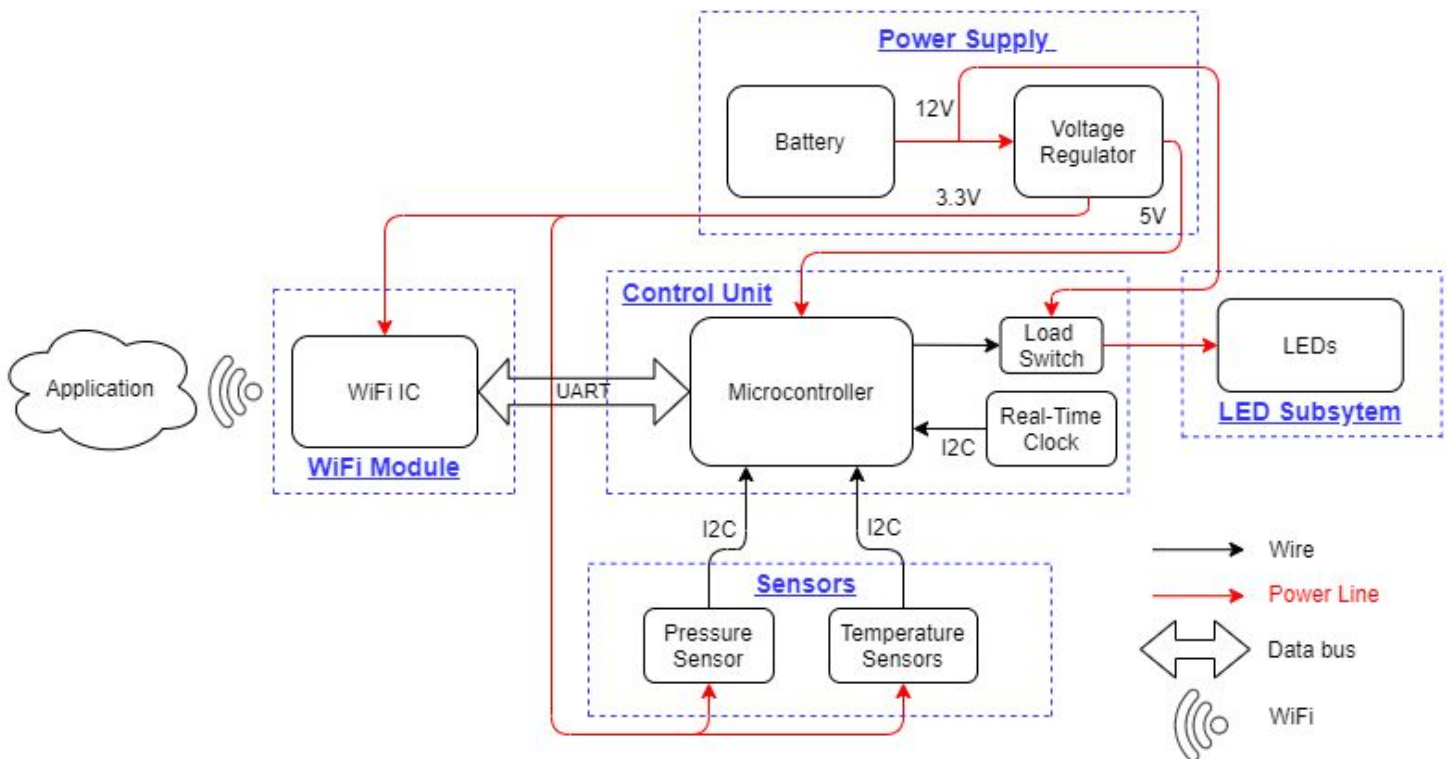 Power Supply
12V
Battery
Voltage
Regulator
3.3V
5V
Control Unit
Application
WiFi IC
UART
Microcontroller
Load
Switch
LEDs
Real-Time
Clock
I2C
LED Subsytem
WiFi Module
I2C
I2C
Sensors
Pressure
Sensor
Temperature
Sensors
Wire
Power Line
Data bus
WiFi